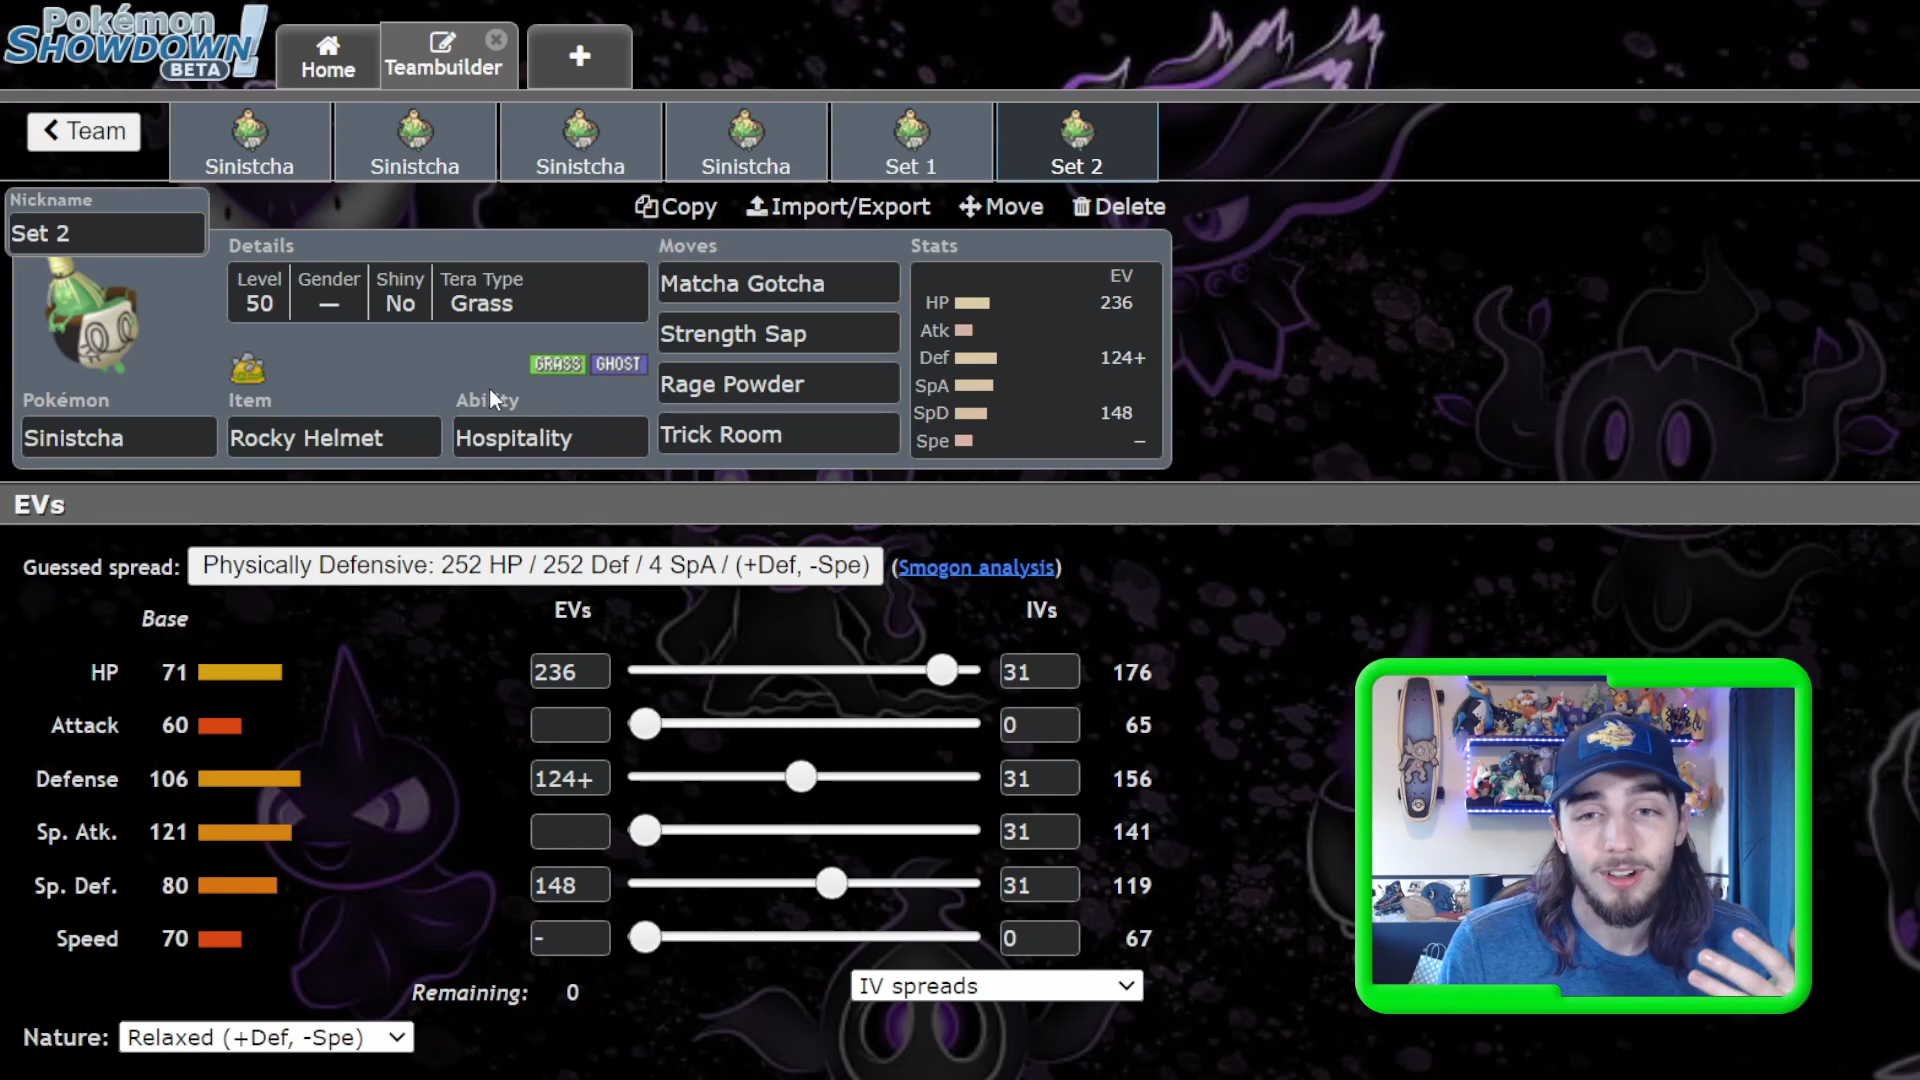 Pokémon
SHOWDOWN!
BETA
Home
Teambuilder
Team
Sinistcha
Sinistcha
Sinistcha
Sinistcha
Set 1
Set 2
Nickname
Set 2
Copy
Import/Export
Move
Delete
Details
Moves
Stats
Level
50
Gender
—
Shiny
No
Tera Type
Grass
GRASS GHOST
Pokémon
Sinistcha
Item
Rocky Helmet
Ability
Hospitality
Matcha Gotcha
Strength Sap
Rage Powder
Trick Room
EV
HP 236
Atk
Def 124+
SpA
SpD 148
Spe –
EVs
Guessed spread: Physically Defensive: 252 HP / 252 Def / 4 SpA / (+Def, -Spe) (Smogon analysis)
Base EVs IVs
HP 71 236 31 176
Attack 60 0 65
Defense 106 124+ 31 156
Sp. Atk. 121 31 141
Sp. Def. 80 148 31 119
Speed 70 - 0 67
Remaining: 0
IV spreads
Nature: Relaxed (+Def, -Spe)